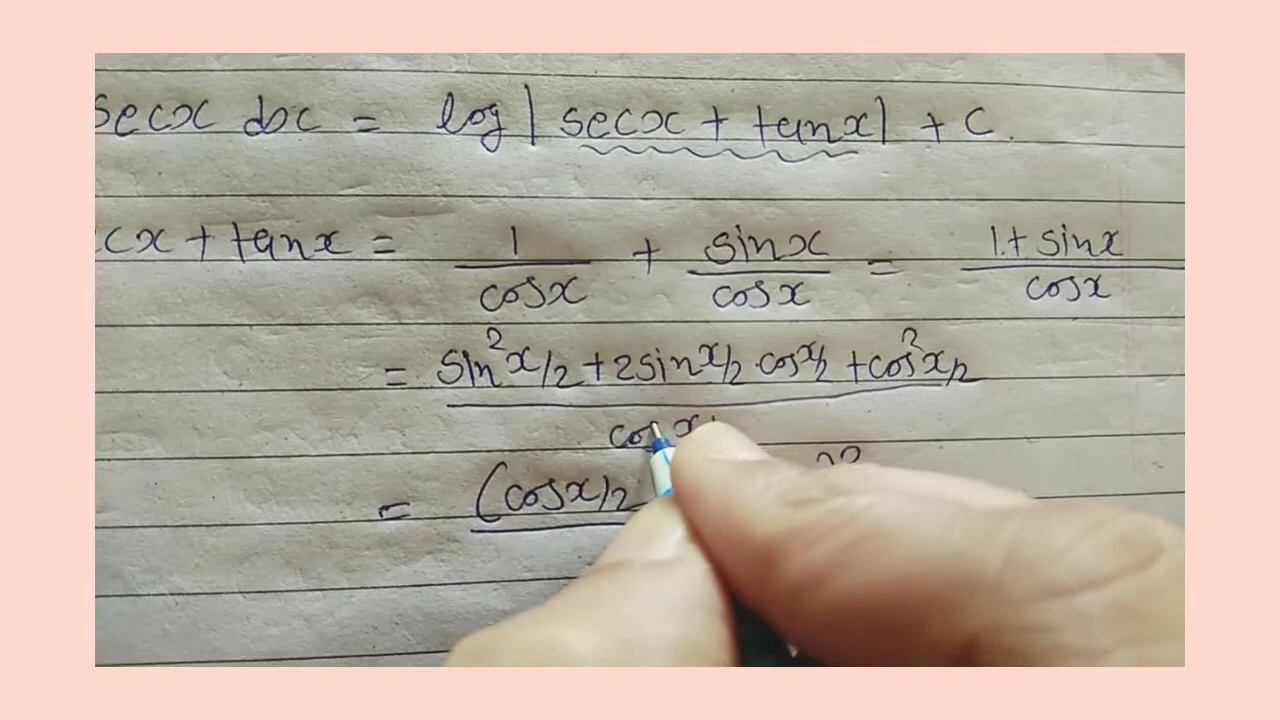 secx dx = log|secx + tanx| + c.
cx + tanx = 1/cosx + sinx/cosx = 1 + sinx/cosx
= sin²x/2 + 2sinx/2 · cosx/2 + cos²x/2
cosx
= (cosx/2